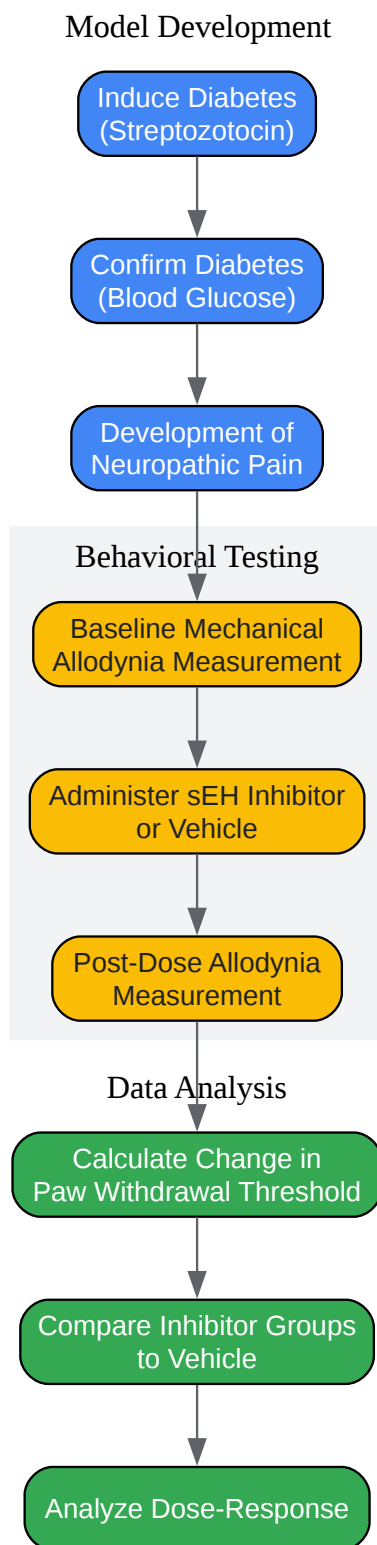 Model Development
Induce Diabetes
(Streptozotocin)
Confirm Diabetes
(Blood Glucose)
Development of
Neuropathic Pain
Behavioral Testing
Baseline Mechanical
Allodynia Measurement
Administer sEH Inhibitor
or Vehicle
Post-Dose Allodynia
Measurement
Data Analysis
Calculate Change in
Paw Withdrawal Threshold
Compare Inhibitor Groups
to Vehicle
Analyze Dose-Response